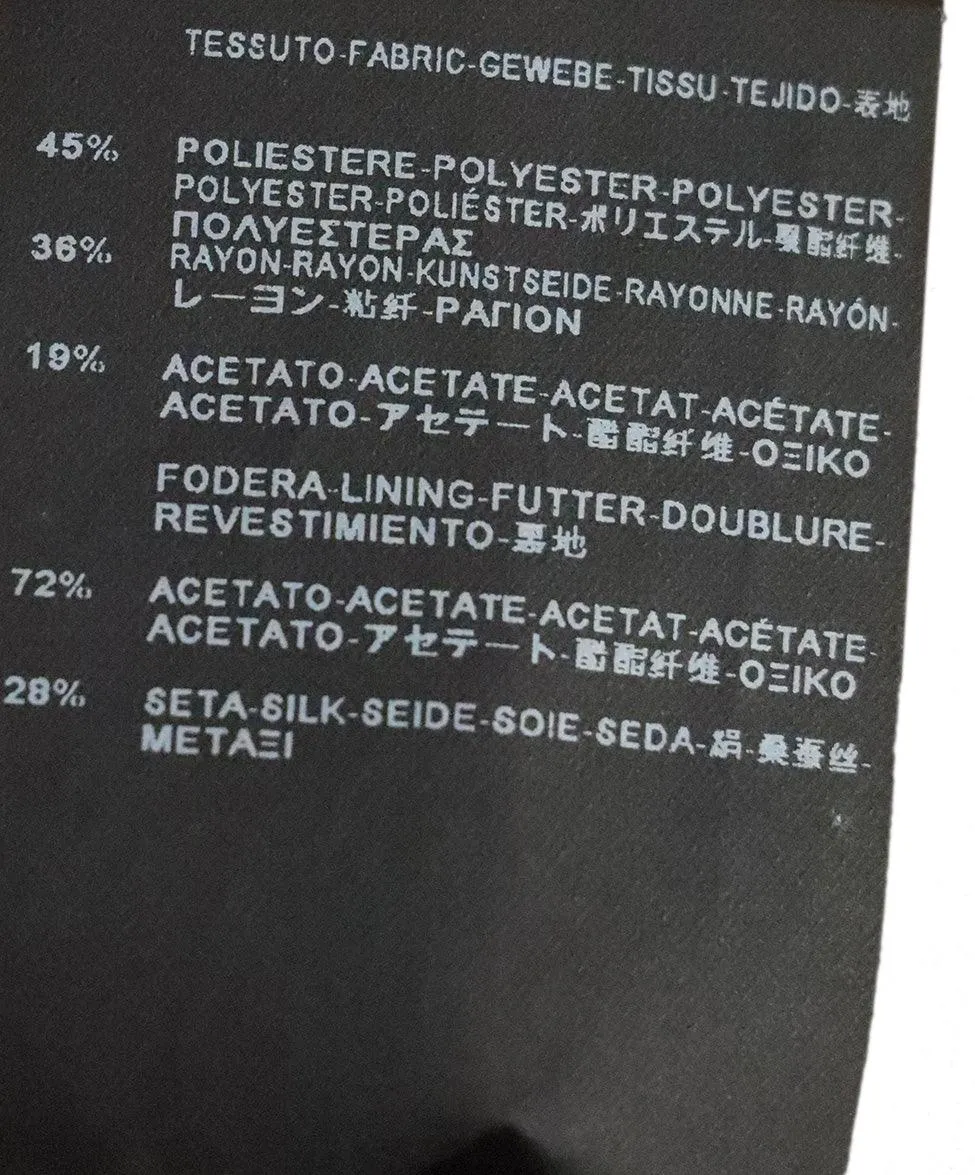 TESSUTO-FABRIC-GEWEBE-TISSU-TEJIDO-表地
45% POLIESTERE-POLYESTER-POLYESTER-
POLYESTER-POLIÉSTER-ポリエステル-聚酯纤维-
ΠΟΛΥΕΣΤΕΡΑΣ
36% RAYON-RAYON-KUNSTSEIDE-RAYONNE-RAYÓN-
レーヨン-粘纤-ΡΑΓΙΟΝ
19% ACETATO-ACETATE-ACETAT-ACÉTATE-
ACETATO-アセテート-醋酯纤维-ΟΞΙΚΟ
FODERA-LINING-FUTTER-DOUBLURE-
REVESTIMIENTO-裏地
72% ACETATO-ACETATE-ACETAT-ACÉTATE-
ACETATO-アセテート-醋酯纤维-ΟΞΙΚΟ
28% SETA-SILK-SEIDE-SOIE-SEDA-絹-桑蚕丝-
ΜΕΤΑΞΙ